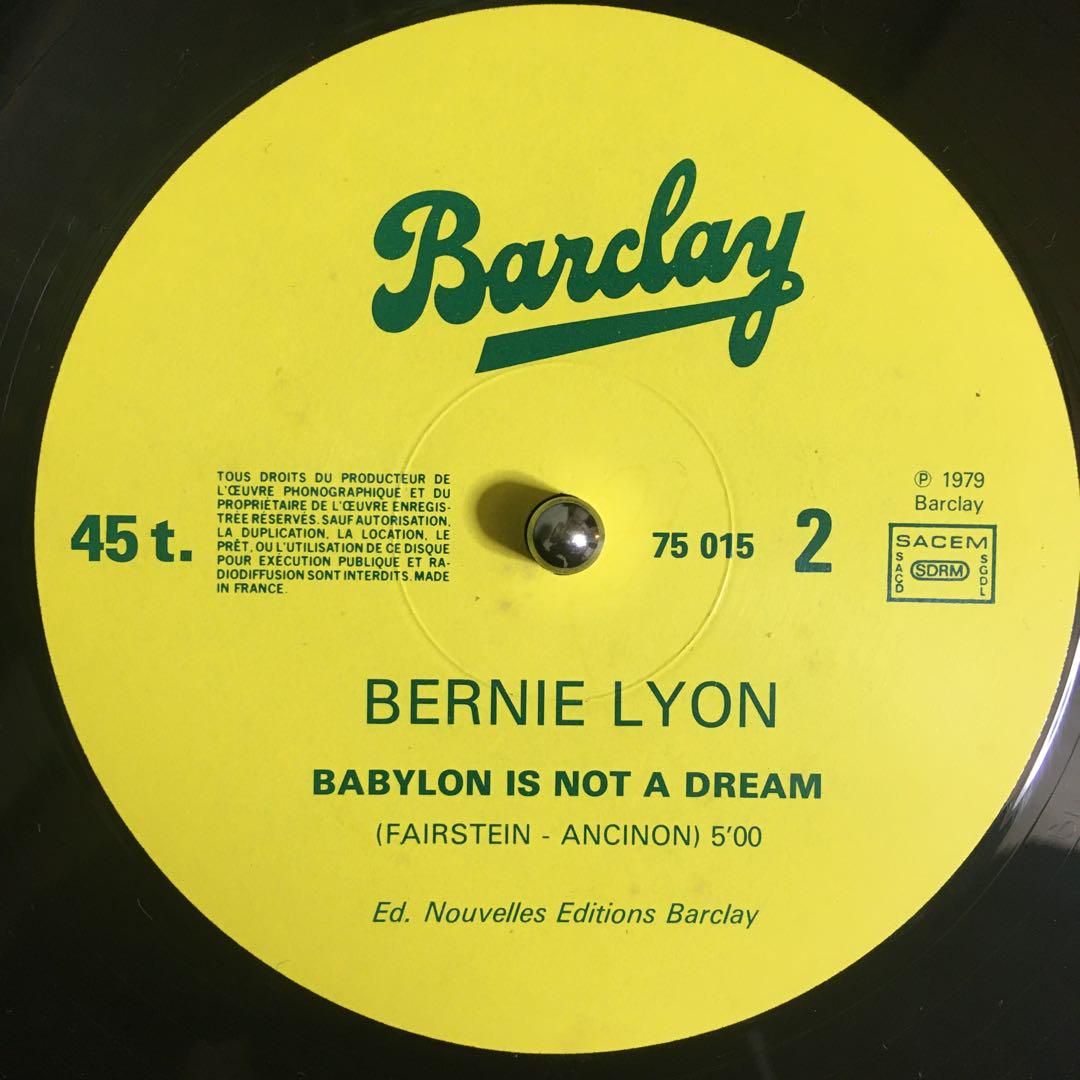 Barclay
TOUS DROITS DU PRODUCTEUR DE
L'ŒUVRE PHONOGRAPHIQUE ET DU
PROPRIÉTAIRE DE L'ŒUVRE ENREGIS-
TRÉE RÉSERVÉS. SAUF AUTORISATION,
LA DUPLICATION, LA LOCATION, LE
PRÊT, OU L'UTILISATION DE CE DISQUE
POUR EXÉCUTION PUBLIQUE ET RA-
DIODIFFUSION SONT INTERDITS. MADE
IN FRANCE.
45 t.
75 015 2
℗ 1979
Barclay
SACEM
SACD
SDRM
SGDL
BERNIE LYON
BABYLON IS NOT A DREAM
(FAIRSTEIN - ANCINON) 5'00
Ed. Nouvelles Editions Barclay